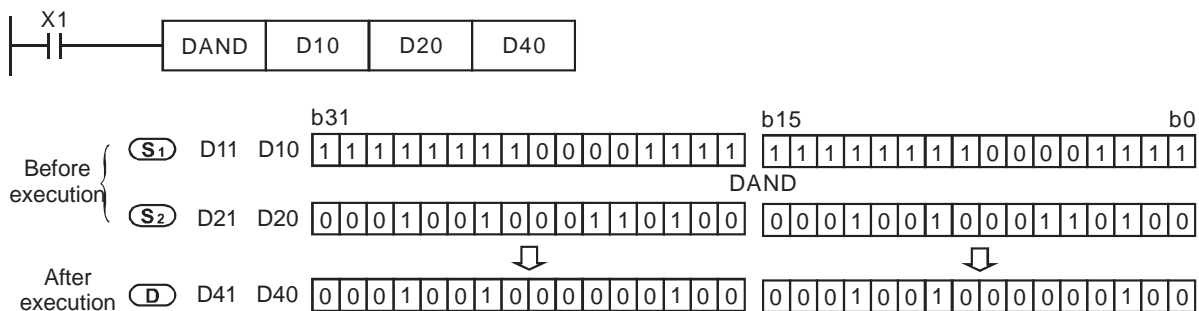 X1
DAND D10 D20 D40
b31 b15 b0
Before execution
S1 D11 D10 1 1 1 1 1 1 1 1 0 0 0 0 1 1 1 1 1 1 1 1 1 1 1 1 0 0 0 0 1 1 1 1
DAND
S2 D21 D20 0 0 0 1 0 0 1 0 0 0 1 1 0 1 0 0 0 0 0 1 0 0 1 0 0 0 1 1 0 1 0 0
After execution
D D41 D40 0 0 0 1 0 0 1 0 0 0 0 0 0 1 0 0 0 0 0 1 0 0 1 0 0 0 0 0 0 1 0 0